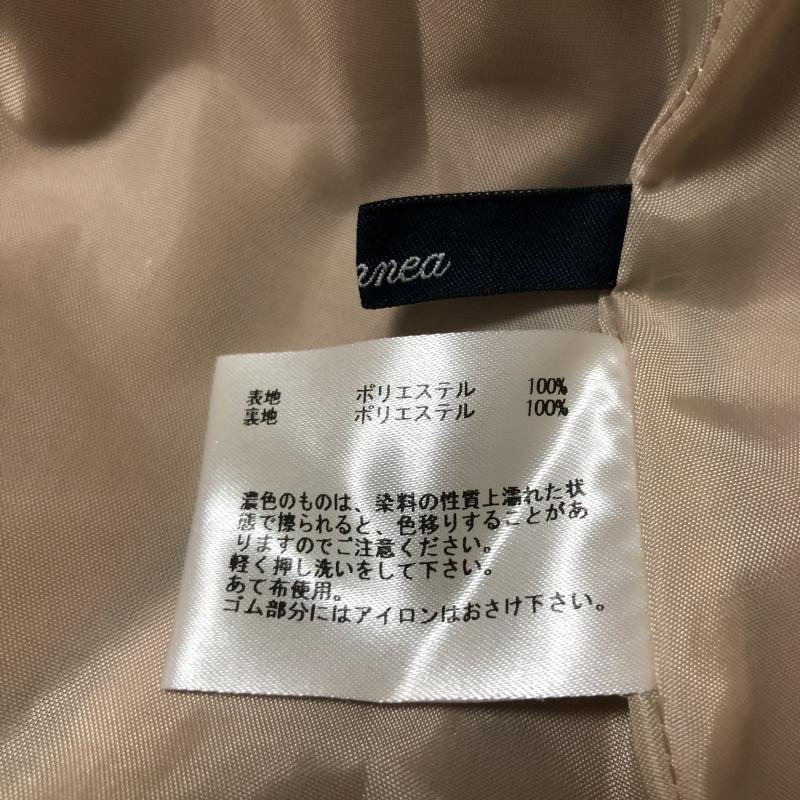 nnea
表地 ポリエステル 100%
裏地 ポリエステル 100%
濃色のものは、染料の性質上濡れた状
態で擦られると、色移りすることがあ
りますのでご注意ください。
軽く押し洗いをして下さい。
あて布使用。
ゴム部分にはアイロンはおさけ下さい。